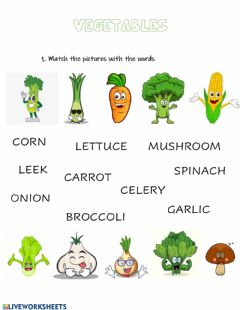 VEGETABLES
1. Match the pictures with the words
CORN
LETTUCE
MUSHROOM
LEEK
CARROT
SPINACH
CELERY
ONION
GARLIC
BROCCOLI
LIVEWORKSHEETS